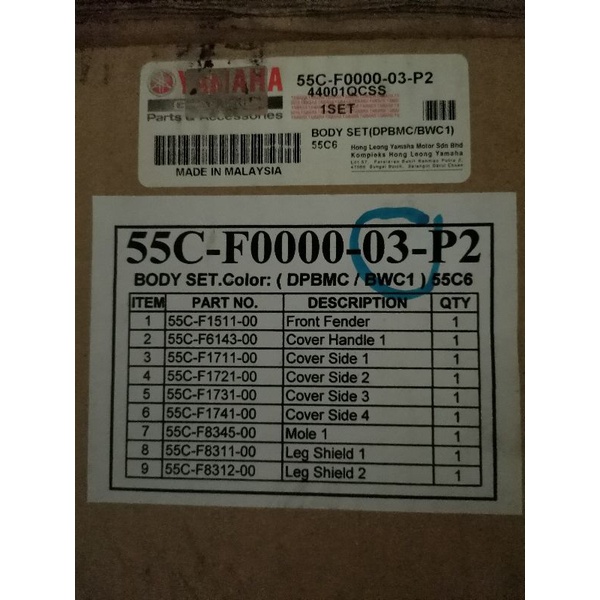 YAMAHA
Parts & Accessories
MADE IN MALAYSIA
55C-F0000-03-P2
44001QCSS
1SET
BODY SET(DPBMC/BWC1)
55C6
Hong Leong Yamaha Motor Sdn Bhd
Kompleks Hong Leong Yamaha
55C-F0000-03-P2
BODY SET.Color: ( DPBMC / BWC1 ) 55C6
ITEM PART NO. DESCRIPTION QTY
1 55C-F1511-00 Front Fender 1
2 55C-F6143-00 Cover Handle 1 1
3 55C-F1711-00 Cover Side 1 1
4 55C-F1721-00 Cover Side 2 1
5 55C-F1731-00 Cover Side 3 1
6 55C-F1741-00 Cover Side 4 1
7 55C-F8345-00 Mole 1 1
8 55C-F8311-00 Leg Shield 1 1
9 55C-F8312-00 Leg Shield 2 1